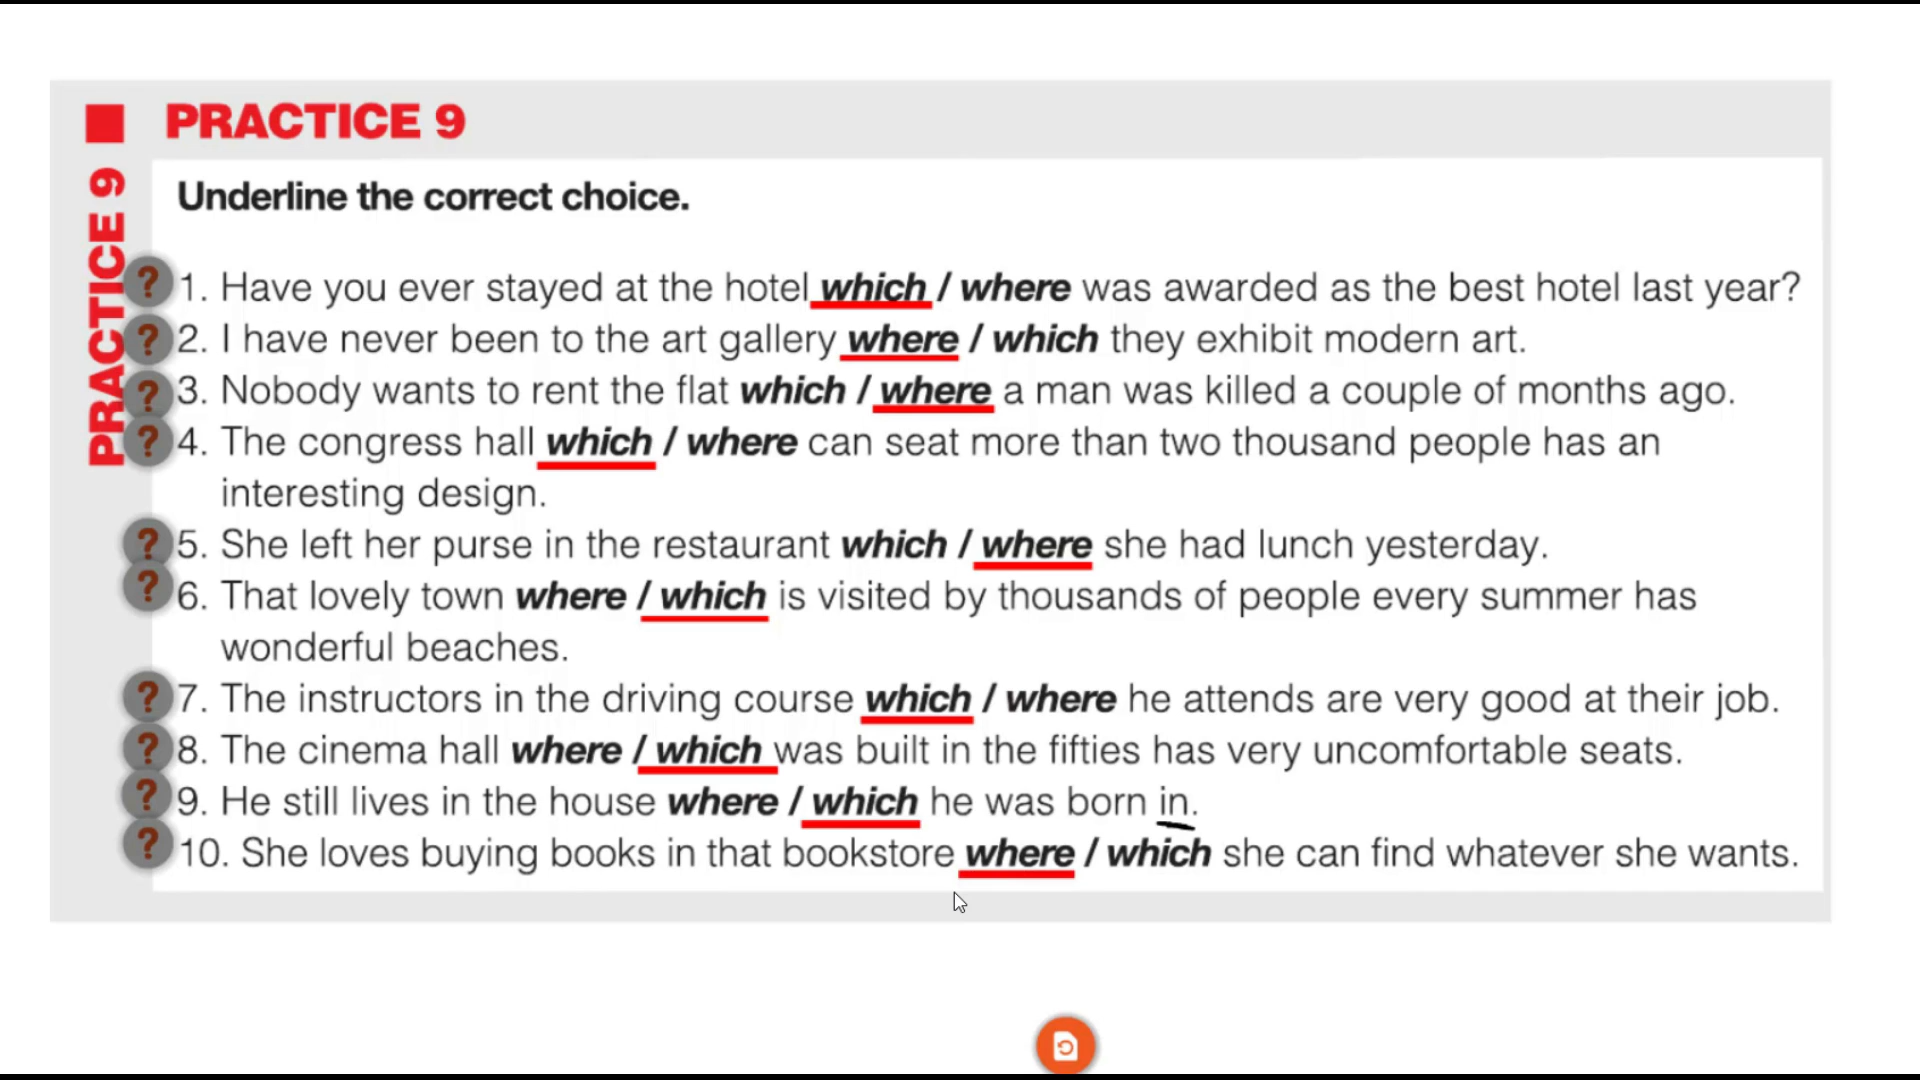 PRACTICE 9
PRACTICE 9
Underline the correct choice.
? 1. Have you ever stayed at the hotel which / where was awarded as the best hotel last year?
? 2. I have never been to the art gallery where / which they exhibit modern art.
? 3. Nobody wants to rent the flat which / where a man was killed a couple of months ago.
? 4. The congress hall which / where can seat more than two thousand people has an
interesting design.
? 5. She left her purse in the restaurant which / where she had lunch yesterday.
? 6. That lovely town where / which is visited by thousands of people every summer has
wonderful beaches.
? 7. The instructors in the driving course which / where he attends are very good at their job.
? 8. The cinema hall where / which was built in the fifties has very uncomfortable seats.
? 9. He still lives in the house where / which he was born in.
? 10. She loves buying books in that bookstore where / which she can find whatever she wants.